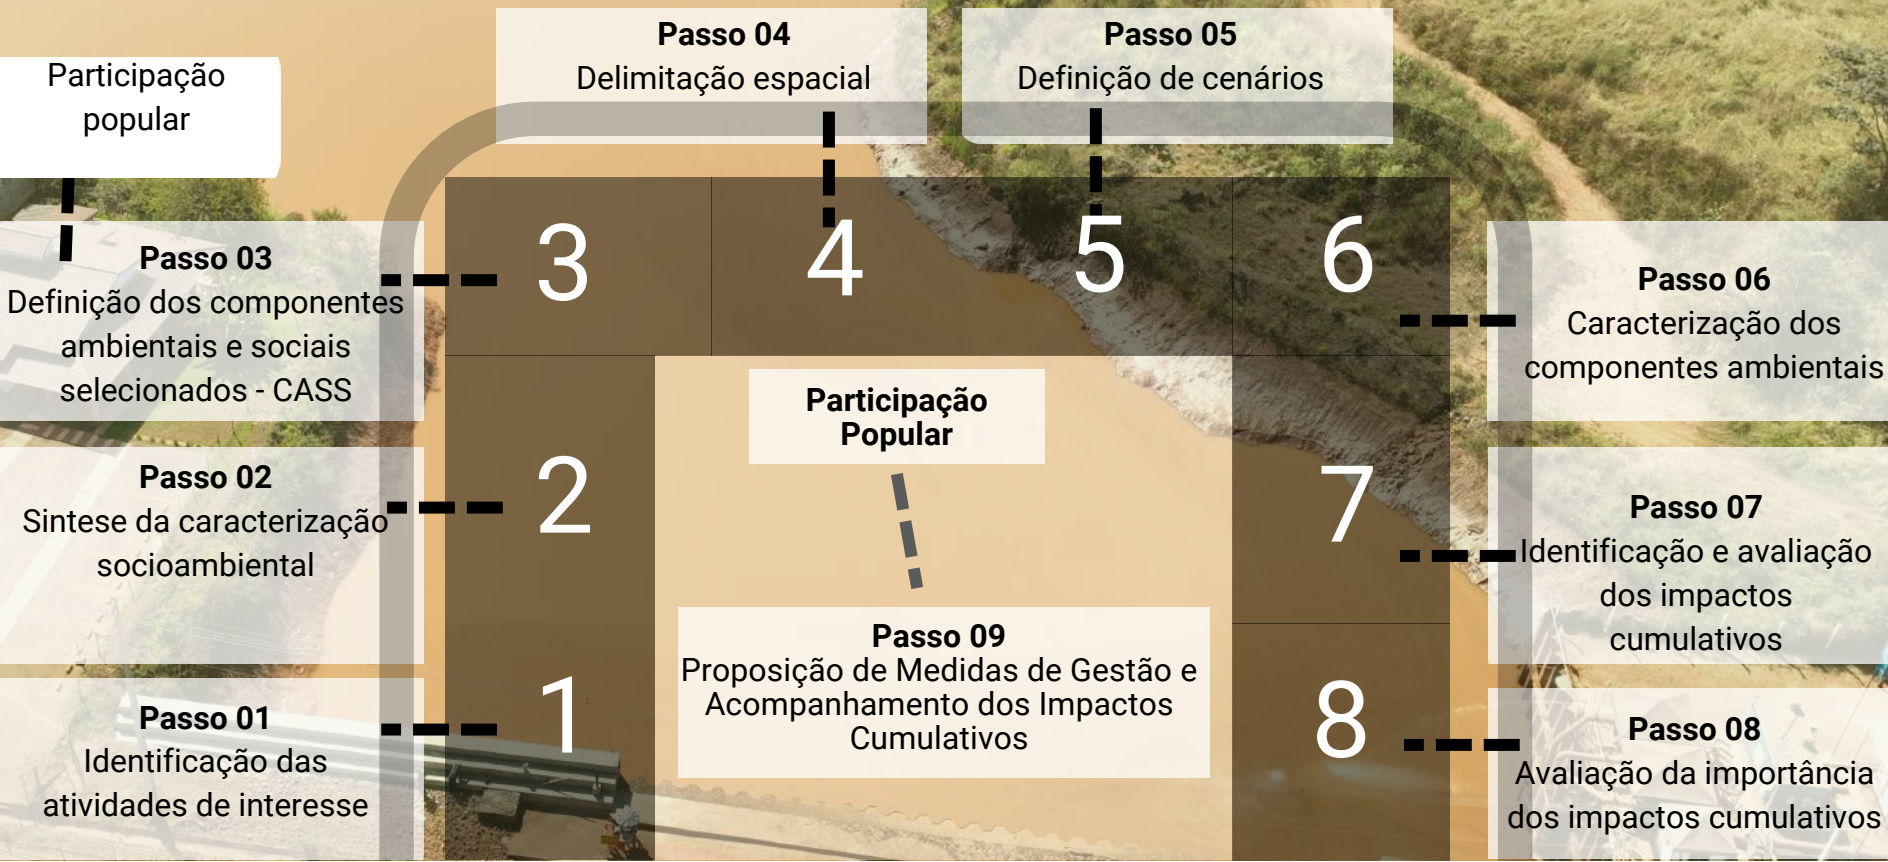 Participação
popular
Passo 04
Delimitação espacial
Passo 05
Definição de cenários
3
4
5
6
Passo 03
Definição dos componentes
ambientais e sociais
selecionados - CASS
Passo 06
Caracterização dos
componentes ambientais
Participação
Popular
Passo 02
Sintese da caracterização
socioambiental
2
7
Passo 07
Identificação e avaliação
dos impactos
cumulativos
Passo 09
Proposição de Medidas de Gestão e
Acompanhamento dos Impactos
Cumulativos
Passo 01
Identificação das
atividades de interesse
1
8
Passo 08
Avaliação da importância
dos impactos cumulativos